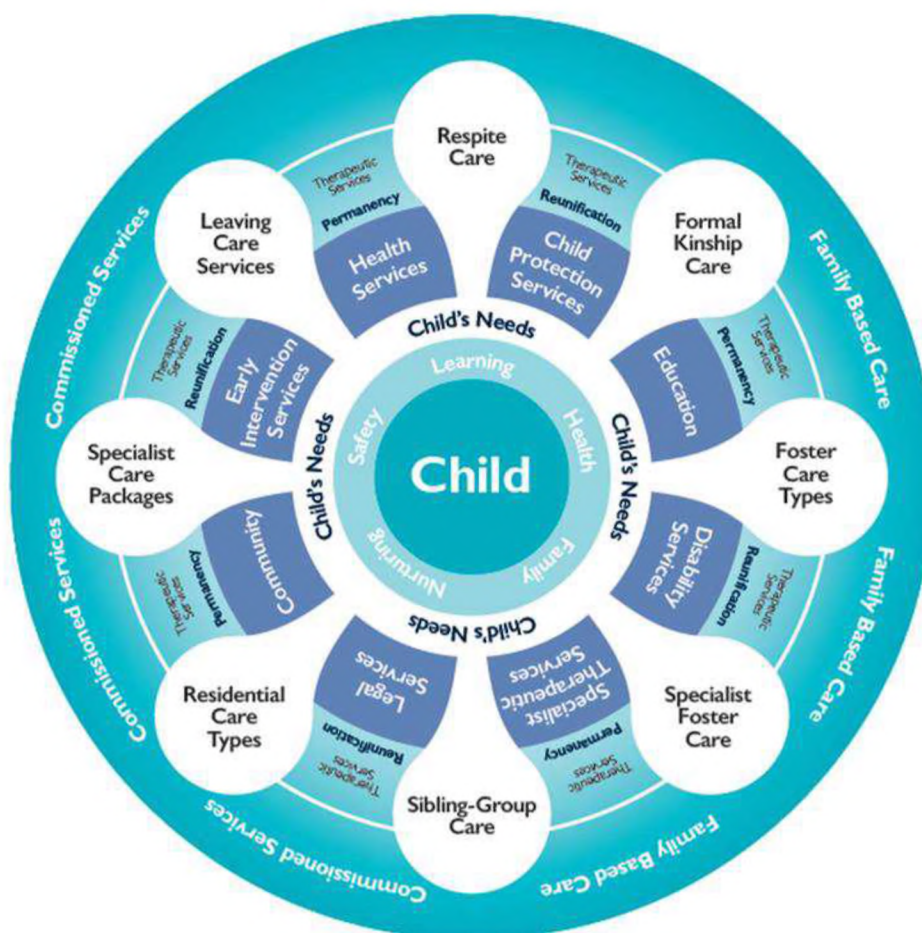 Respite
Care
Therapeutic
Services
Reunification
Child
Protection
Services
Formal
Kinship
Care
Therapeutic
Services
Permanency
Education
Foster
Care
Types
Therapeutic
Services
Reunification
Disability
Services
Specialist
Foster
Care
Therapeutic
Services
Permanency
Specialist
Therapeutic
Services
Sibling-Group
Care
Therapeutic
Services
Reunification
Legal
Services
Residential
Care
Types
Therapeutic
Services
Permanency
Community
Specialist
Care
Packages
Therapeutic
Services
Reunification
Early
Intervention
Services
Leaving
Care
Services
Therapeutic
Services
Permanency
Health
Services
Child's Needs
Child's Needs
Child's Needs
Child's Needs
Learning
Health
Family
Nurturing
Safety
Child
Family Based Care
Family Based Care
Family Based Care
Commissioned Services
Commissioned Services
Commissioned Services